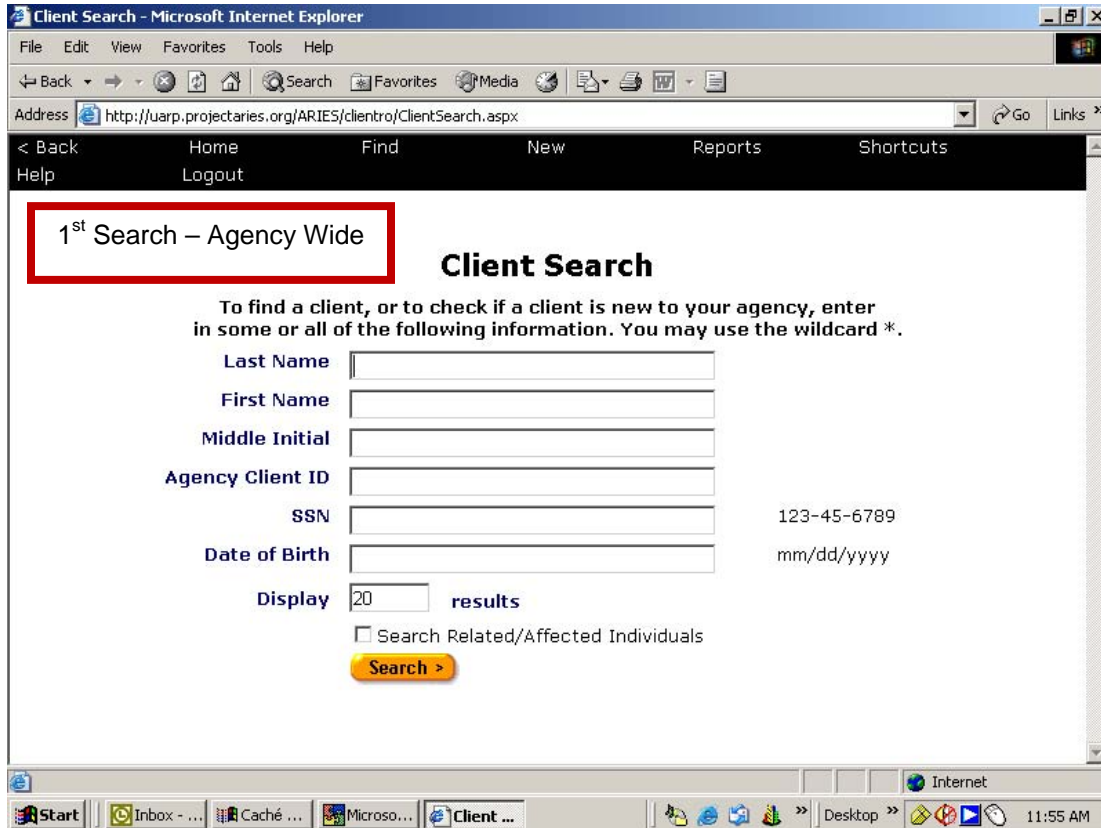 Client Search - Microsoft Internet Explorer
File Edit View Favorites Tools Help
Back Search Favorites Media
Address http://uarp.projectaries.org/ARIES/clientro/ClientSearch.aspx Go Links »
< Back Home Find New Reports Shortcuts
Help Logout
1st Search – Agency Wide
Client Search
To find a client, or to check if a client is new to your agency, enter
in some or all of the following information. You may use the wildcard *.
Last Name
First Name
Middle Initial
Agency Client ID
SSN 123-45-6789
Date of Birth mm/dd/yyyy
Display 20 results
Search Related/Affected Individuals
Search >
Internet
Start Inbox - ... Caché ... Microso... Client ... » Desktop » 11:55 AM